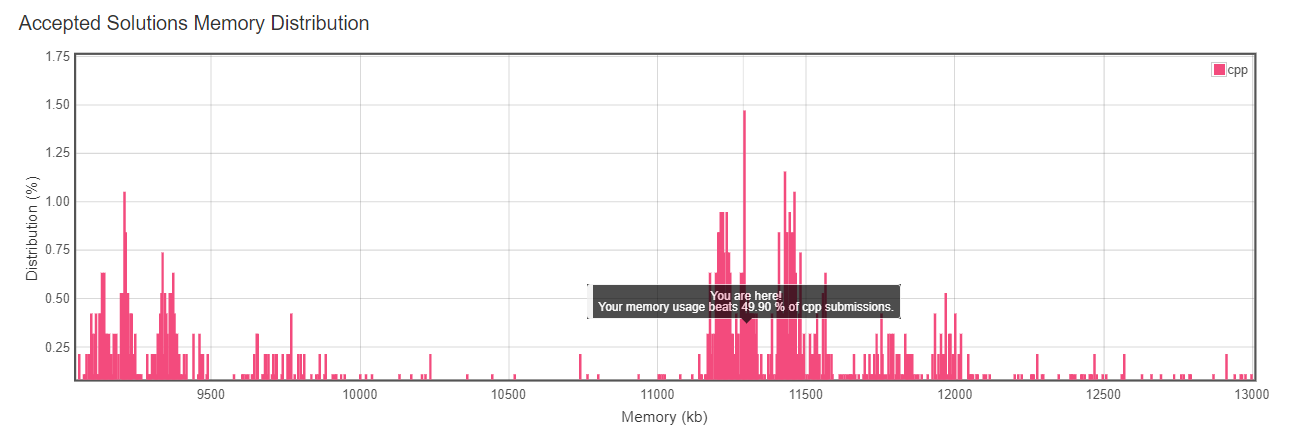 Accepted Solutions Memory Distribution
1.75
1.50
1.25
1.00
0.75
0.50
0.25
Distribution (%)
cpp
You are here!
Your memory usage beats 49.90 % of cpp submissions.
9500
10000
10500
11000
11500
12000
12500
13000
Memory (kb)